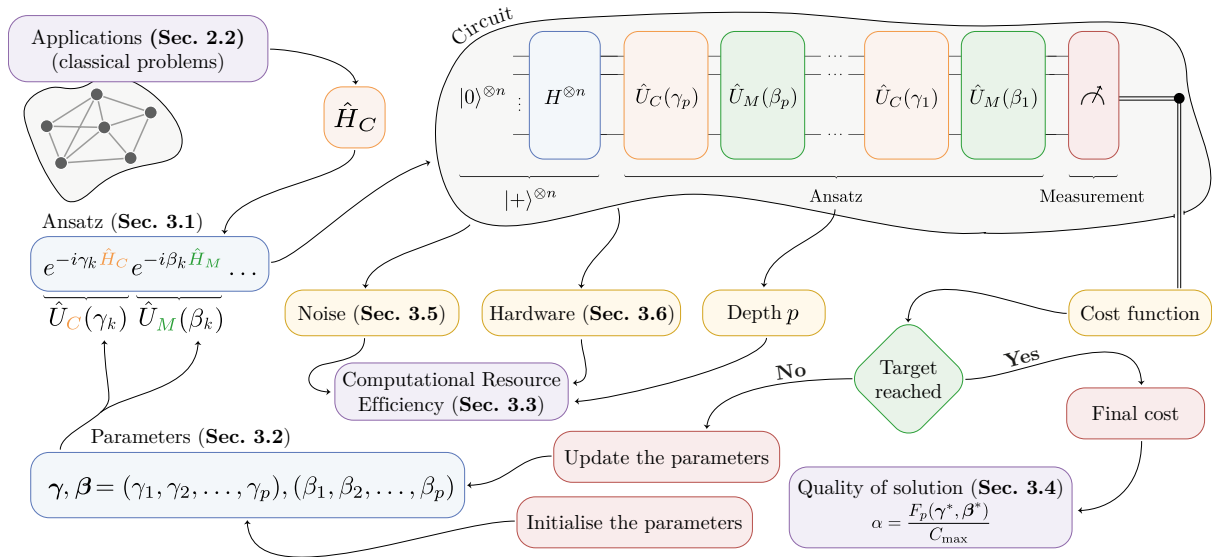 Applications (Sec. 2.2)
(classical problems)
Ĥ_C
Circuit
|0⟩^{⊗n}
⋮
H^{⊗n}
Û_C(γ_p)
Û_M(β_p)
...
...
...
Û_C(γ_1)
Û_M(β_1)
|+⟩^{⊗n}
Ansatz
Measurement
Ansatz (Sec. 3.1)
e^{-iγ_k Ĥ_C} e^{-iβ_k Ĥ_M} ...
Û_C(γ_k) Û_M(β_k)
Noise (Sec. 3.5)
Hardware (Sec. 3.6)
Depth p
Cost function
Computational Resource
Efficiency (Sec. 3.3)
Target
reached
No
Yes
Final cost
Parameters (Sec. 3.2)
γ, β = (γ_1, γ_2, ..., γ_p), (β_1, β_2, ..., β_p)
Update the parameters
Initialise the parameters
Quality of solution (Sec. 3.4)
α = F_p(γ*, β*) / C_max